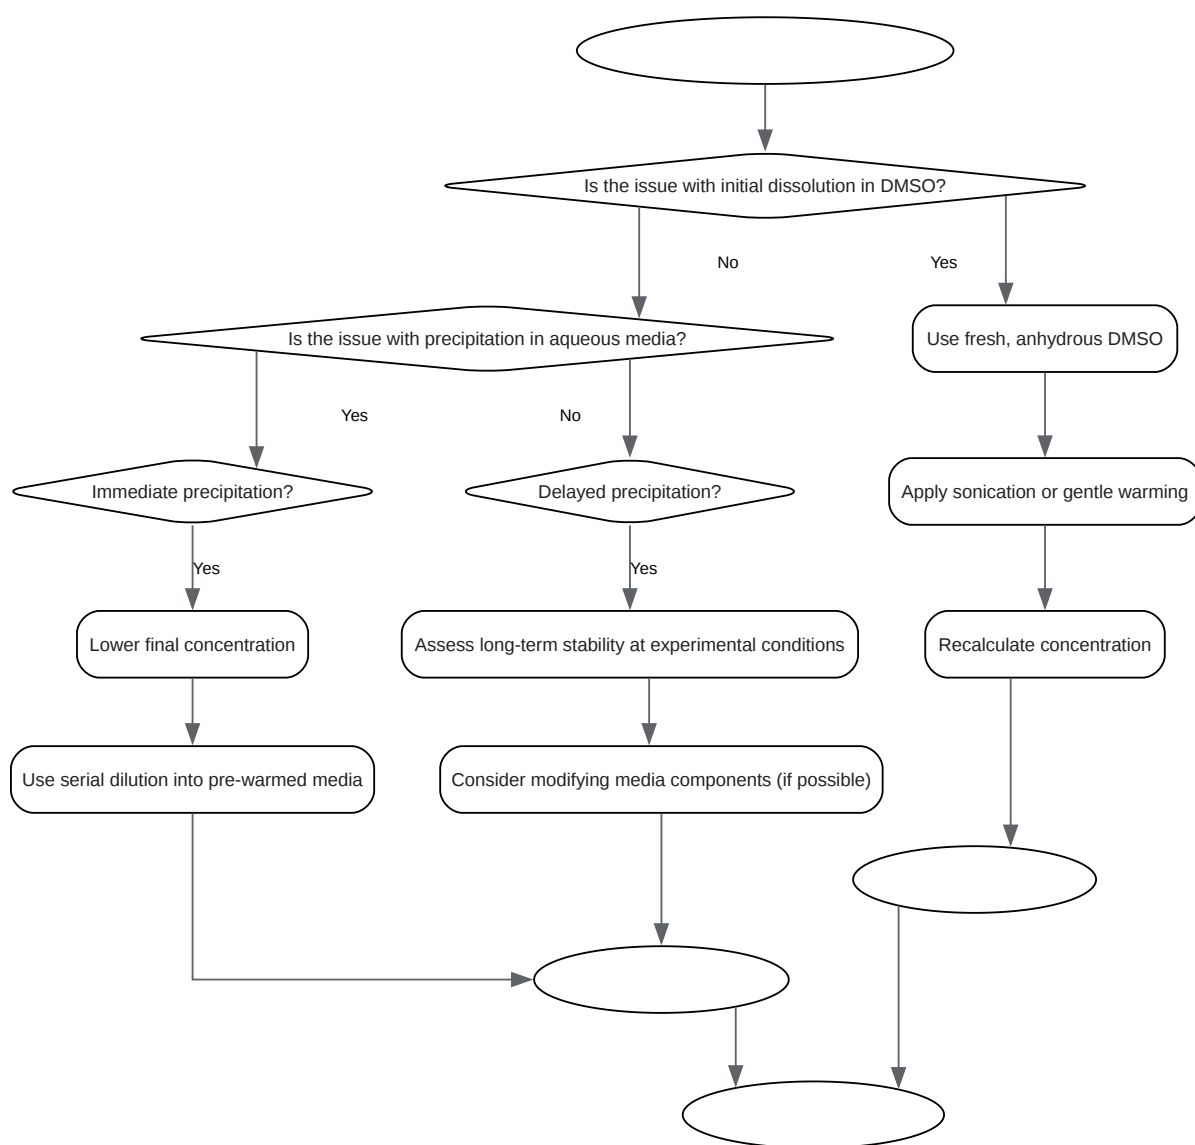 Is the issue with initial dissolution in DMSO?
No
Yes
Is the issue with precipitation in aqueous media?
Use fresh, anhydrous DMSO
Yes
No
Immediate precipitation?
Delayed precipitation?
Apply sonication or gentle warming
Yes
Yes
Lower final concentration
Assess long-term stability at experimental conditions
Recalculate concentration
Use serial dilution into pre-warmed media
Consider modifying media components (if possible)